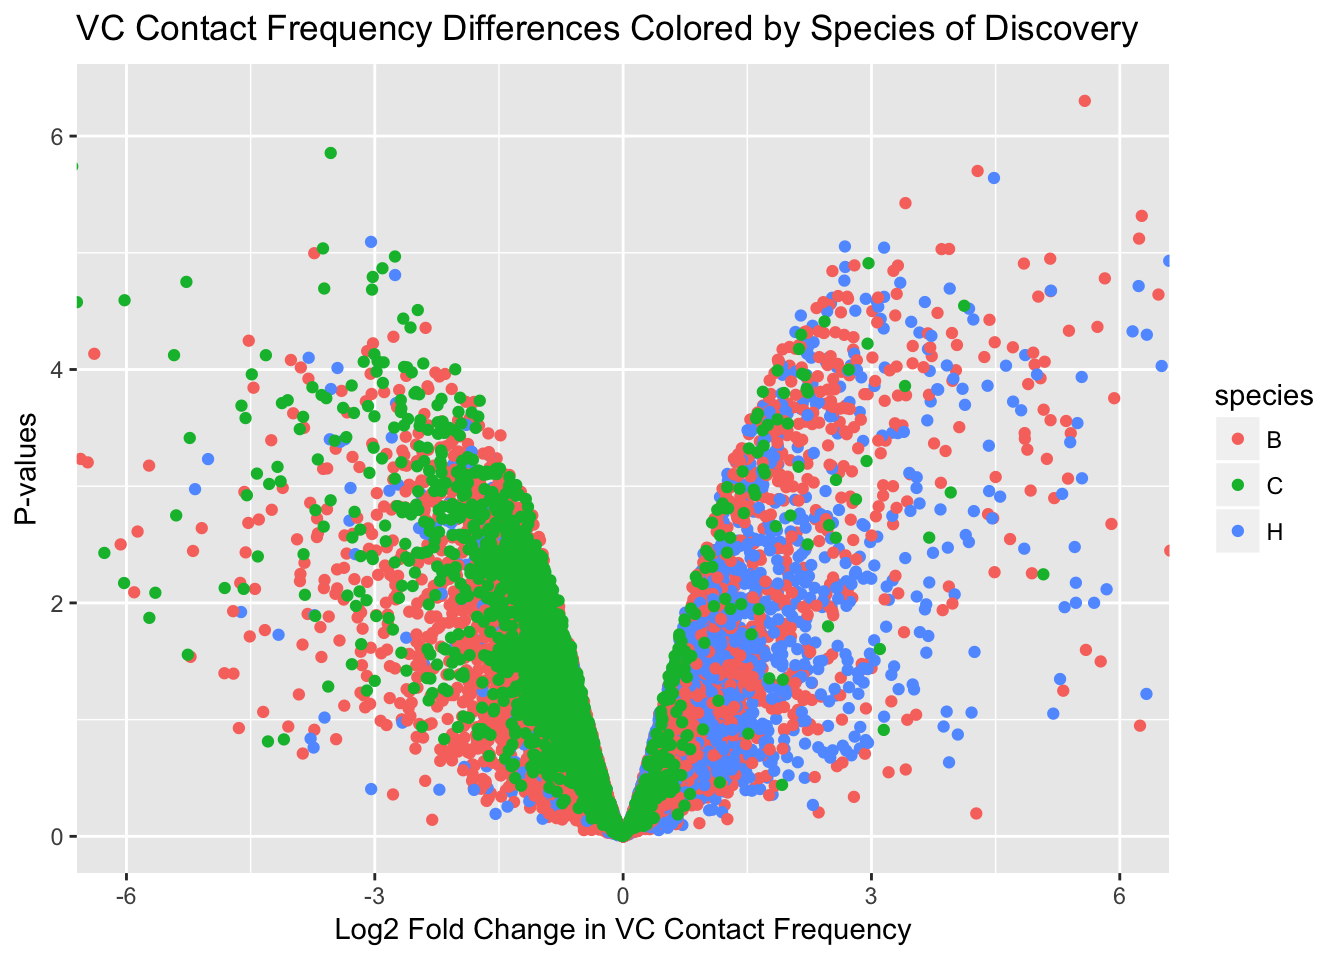 VC Contact Frequency Differences Colored by Species of Discovery
P-values
6
4
2
0
-6
-3
0
3
6
Log2 Fold Change in VC Contact Frequency
species
B
C
H